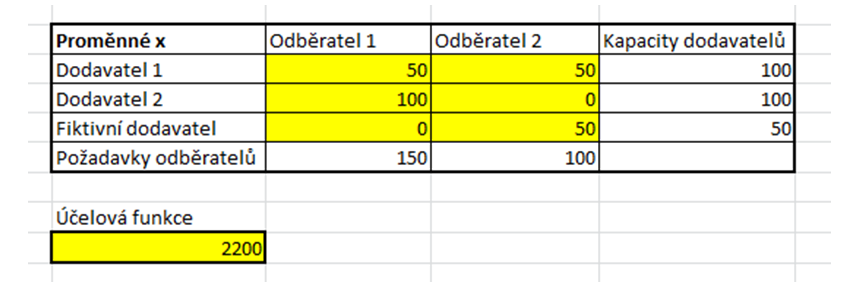 Proměnné x Odběratel 1 Odběratel 2 Kapacity dodavatelů
Dodavatel 1 50 50 100
Dodavatel 2 100 0 100
Fiktivní dodavatel 0 50 50
Požadavky odběratelů 150 100
Účelová funkce
2200